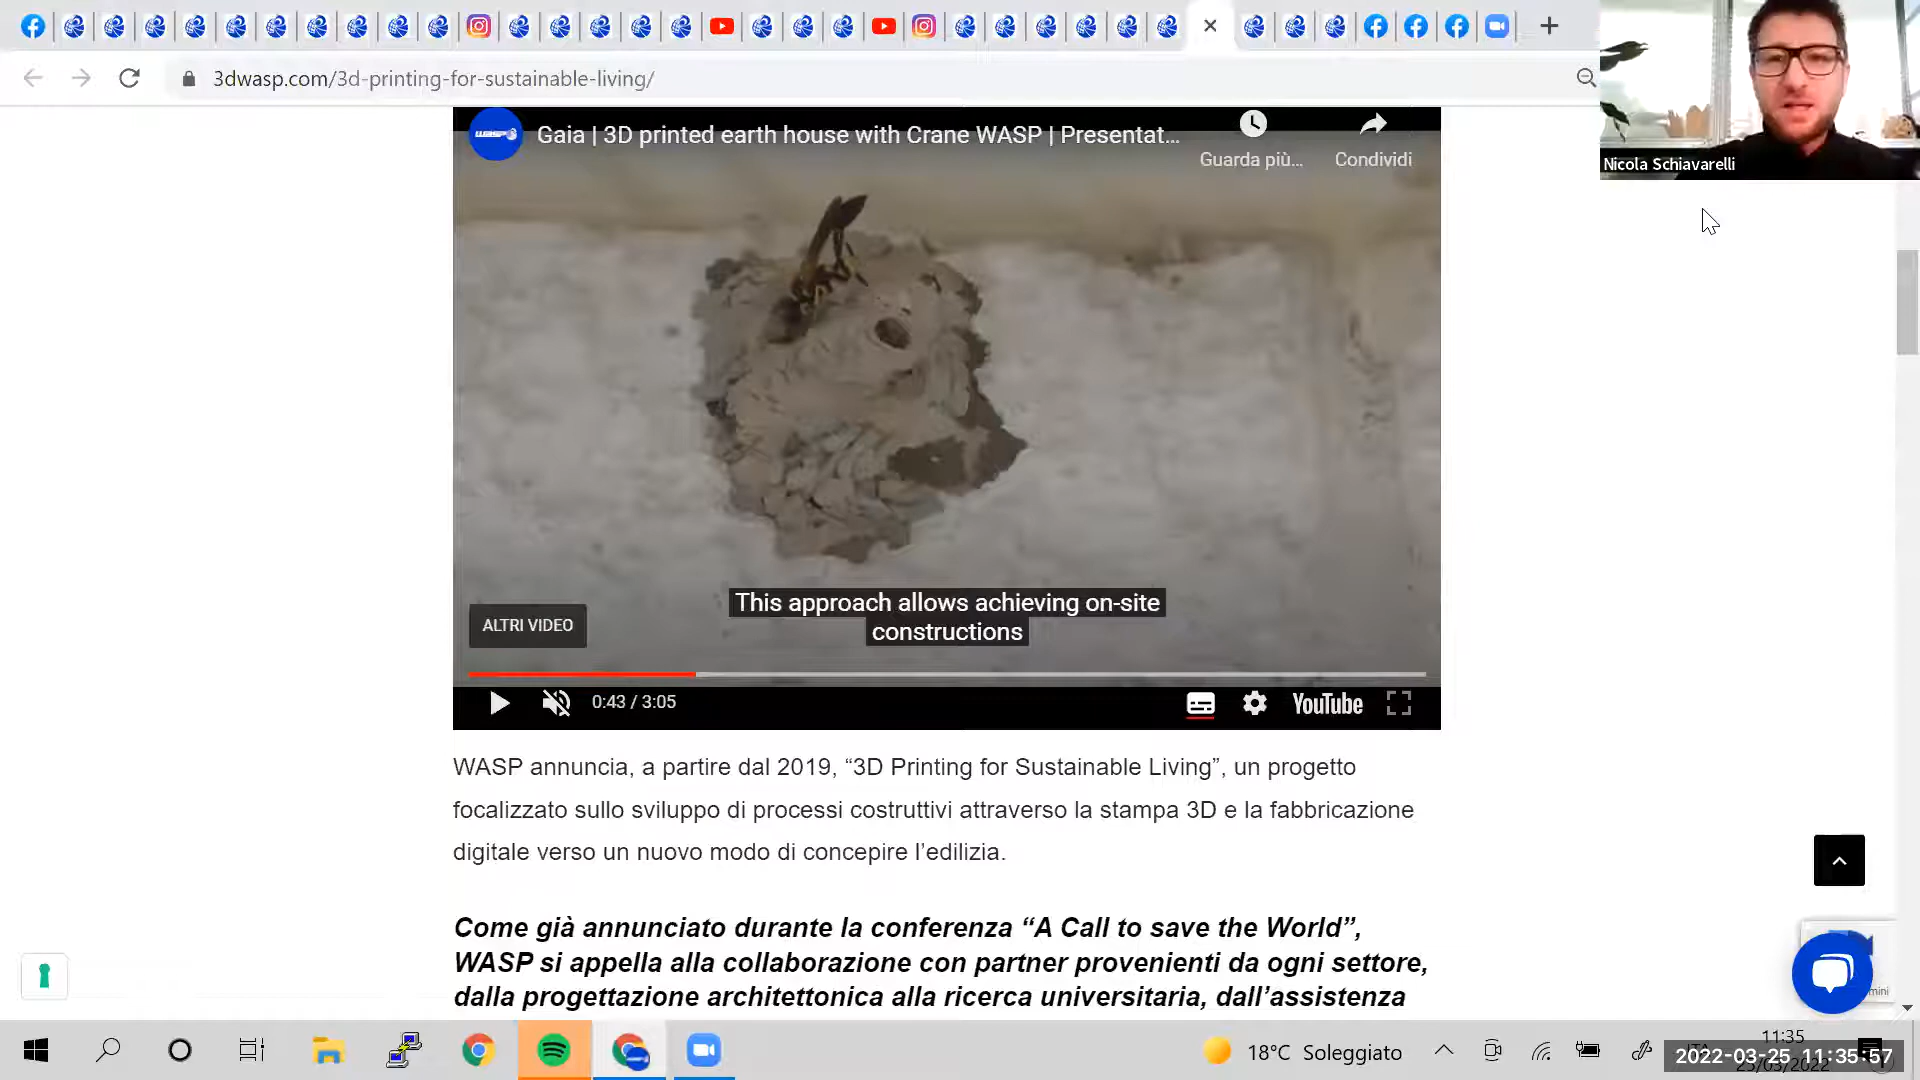 3dwasp.com/3d-printing-for-sustainable-living/
Nicola Schiavarelli
WASP
Gaia | 3D printed earth house with Crane WASP | Presentat...
Guarda più...
Condividi
This approach allows achieving on-site
constructions
ALTRI VIDEO
0:43 / 3:05
YouTube
WASP annuncia, a partire dal 2019, “3D Printing for Sustainable Living”, un progetto
focalizzato sullo sviluppo di processi costruttivi attraverso la stampa 3D e la fabbricazione
digitale verso un nuovo modo di concepire l’edilizia.
Come già annunciato durante la conferenza “A Call to save the World”,
WASP si appella alla collaborazione con partner provenienti da ogni settore,
dalla progettazione architettonica alla ricerca universitaria, dall’assistenza
18°C Soleggiato
11:35
2022-03-25 11:35:57